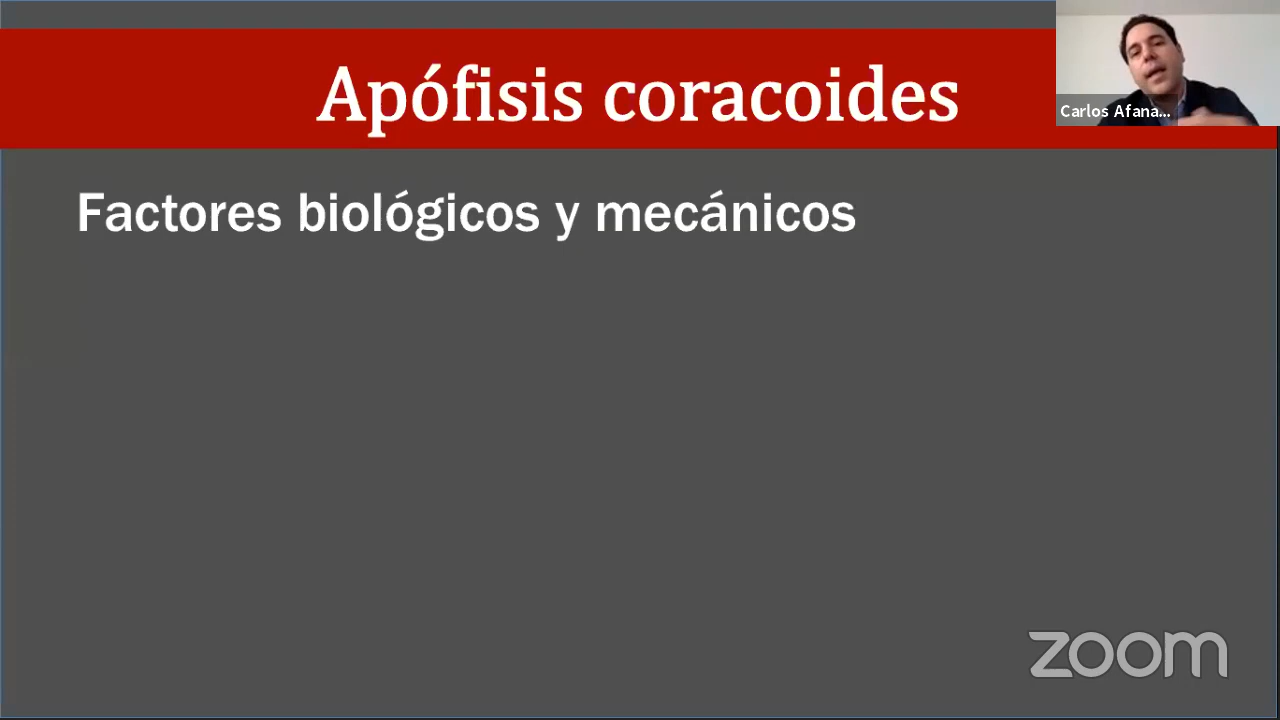 Apófisis coracoides
Carlos Afana...
Factores biológicos y mecánicos
zoom